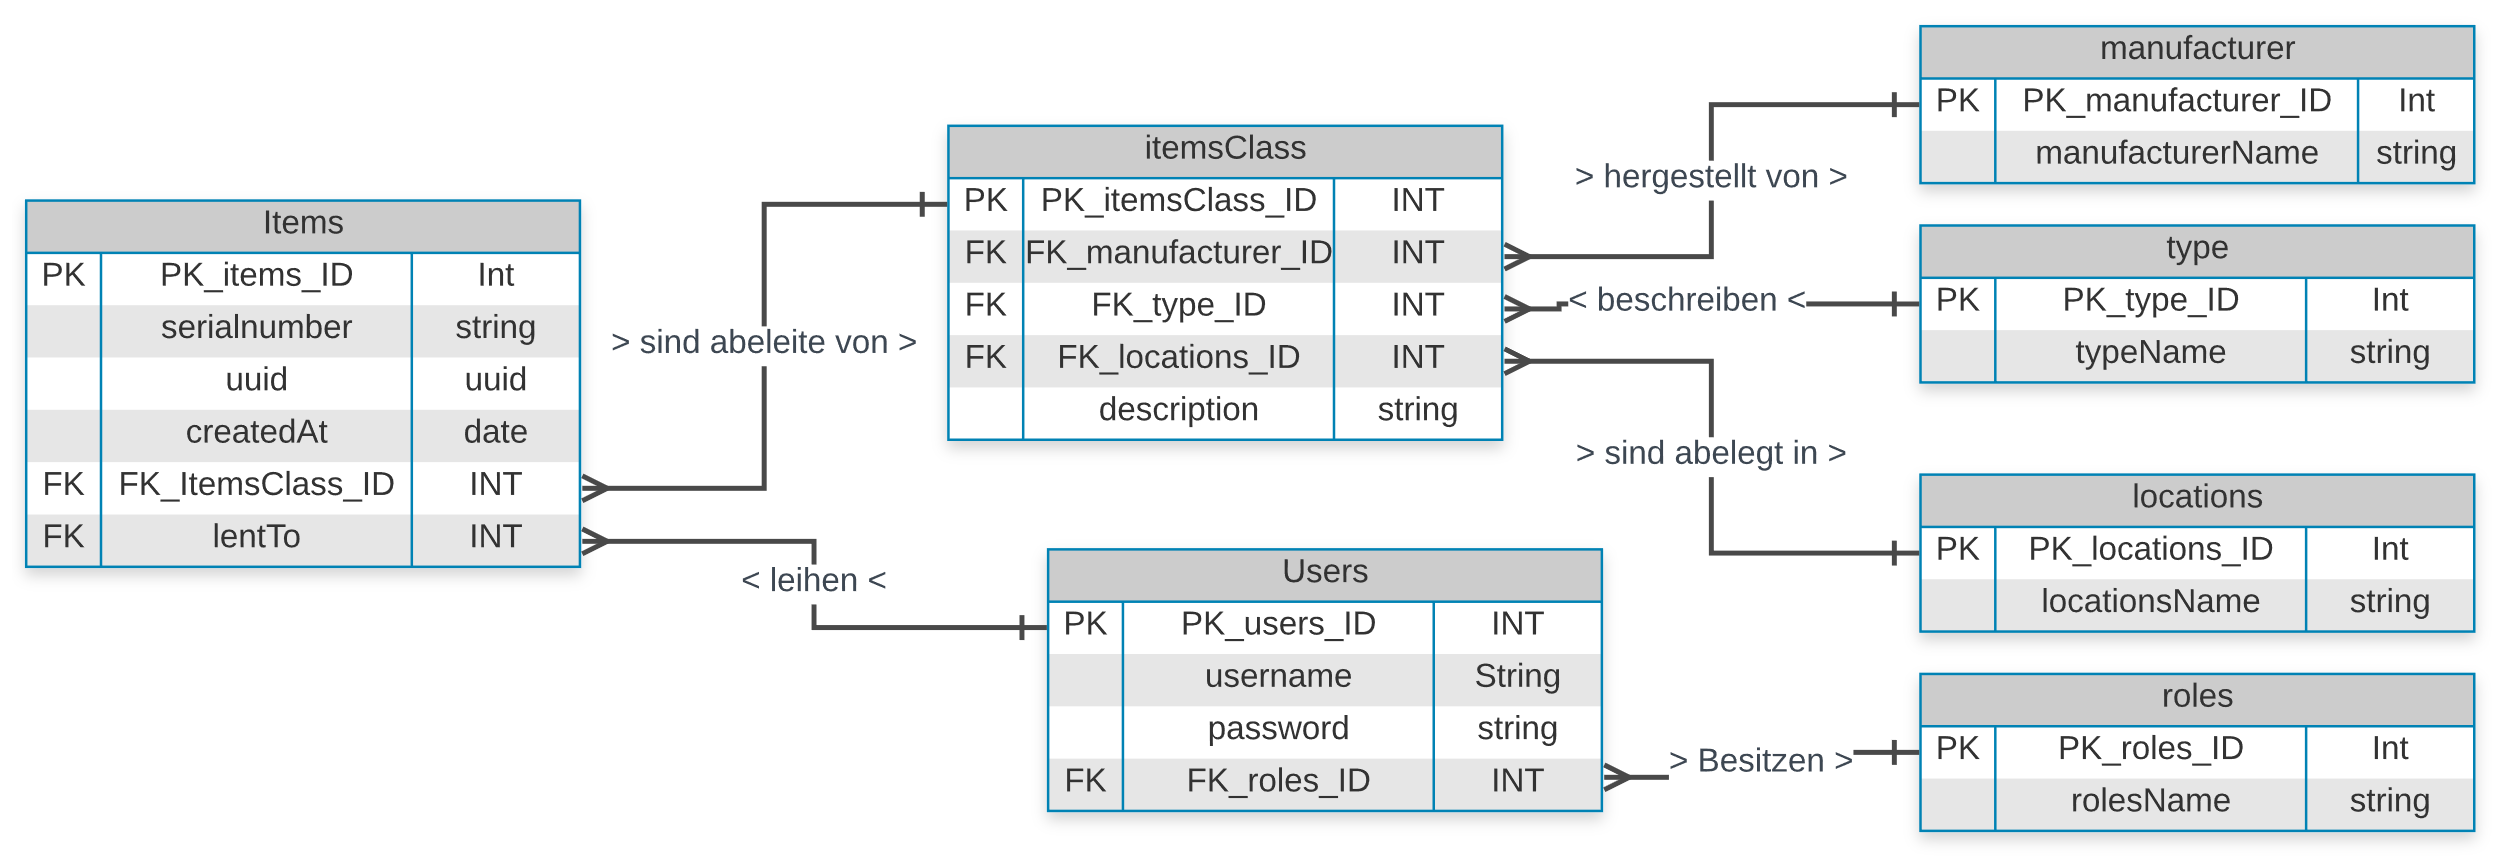 Items
PK PK_items_ID Int
serialnumber string
uuid uuid
createdAt date
FK FK_ItemsClass_ID INT
FK lentTo INT
> sind abeleite von >
< leihen <
itemsClass
PK PK_itemsClass_ID INT
FK FK_manufacturer_ID INT
FK FK_type_ID INT
FK FK_locations_ID INT
description string
Users
PK PK_users_ID INT
username String
password string
FK FK_roles_ID INT
> hergestellt von >
< beschreiben <
> sind abelegt in >
> Besitzen >
manufacturer
PK PK_manufacturer_ID Int
manufacturerName string
type
PK PK_type_ID Int
typeName string
locations
PK PK_locations_ID Int
locationsName string
roles
PK PK_roles_ID Int
rolesName string